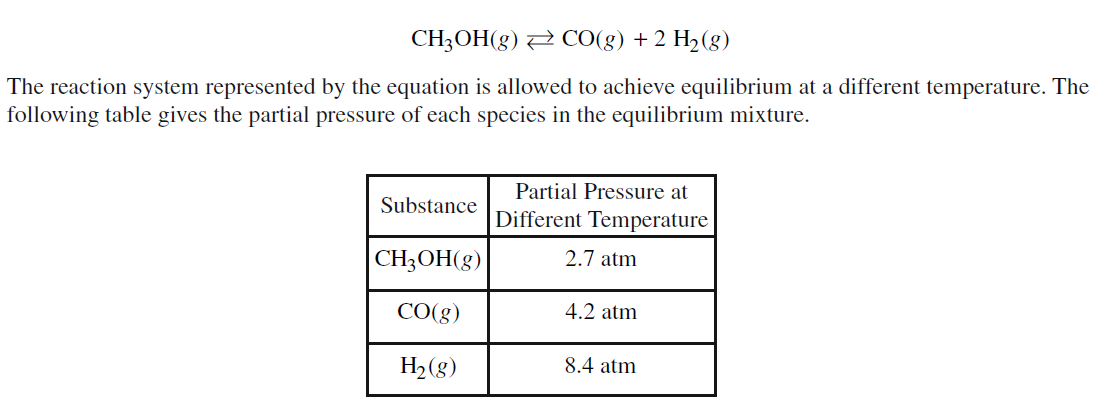 CH₃OH(g) ⇄ CO(g) + 2 H₂(g)
The reaction system represented by the equation is allowed to achieve equilibrium at a different temperature. The
following table gives the partial pressure of each species in the equilibrium mixture.
Substance
Partial Pressure at
Different Temperature
CH₃OH(g)
2.7 atm
CO(g)
4.2 atm
H₂(g)
8.4 atm